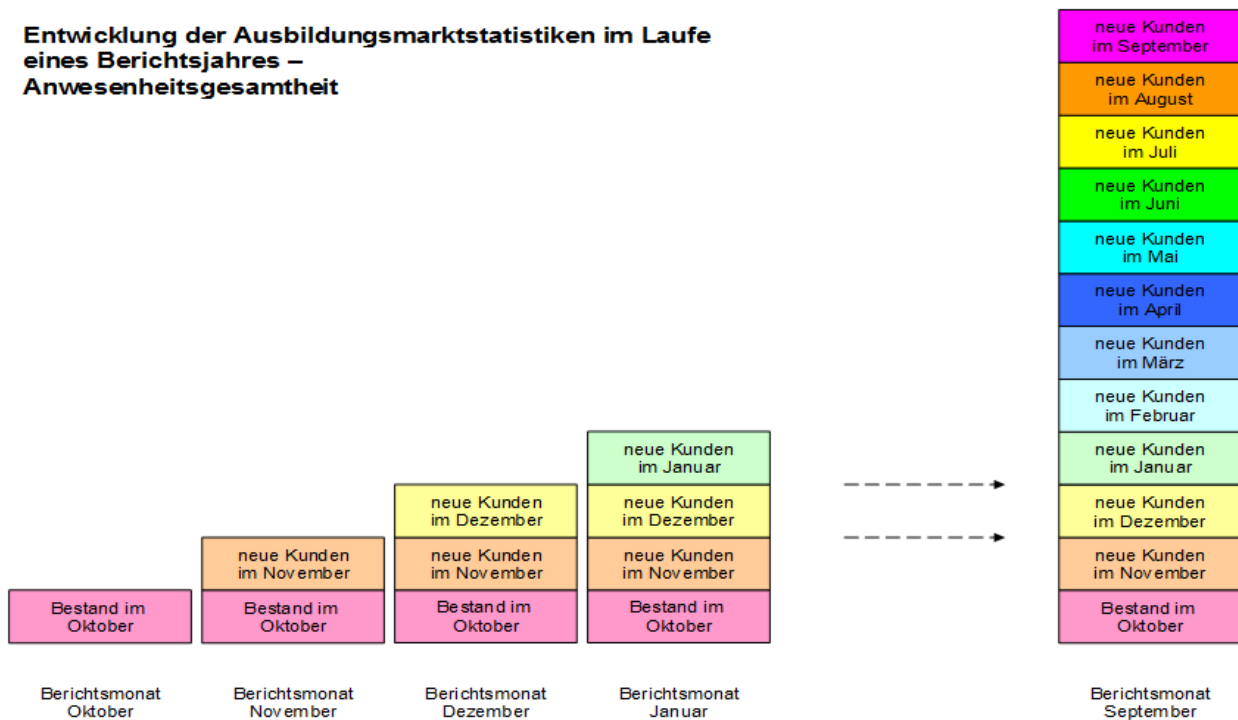 Entwicklung der Ausbildungsmarktstatistiken im Laufe
eines Berichtsjahres –
Anwesenheitsgesamtheit
Bestand im
Oktober
Berichtsmonat
Oktober
neue Kunden
im November
Bestand im
Oktober
Berichtsmonat
November
neue Kunden
im Dezember
neue Kunden
im November
Bestand im
Oktober
Berichtsmonat
Dezember
neue Kunden
im Januar
neue Kunden
im Dezember
neue Kunden
im November
Bestand im
Oktober
Berichtsmonat
Januar
neue Kunden
im September
neue Kunden
im August
neue Kunden
im Juli
neue Kunden
im Juni
neue Kunden
im Mai
neue Kunden
im April
neue Kunden
im März
neue Kunden
im Februar
neue Kunden
im Januar
neue Kunden
im Dezember
neue Kunden
im November
Bestand im
Oktober
Berichtsmonat
September